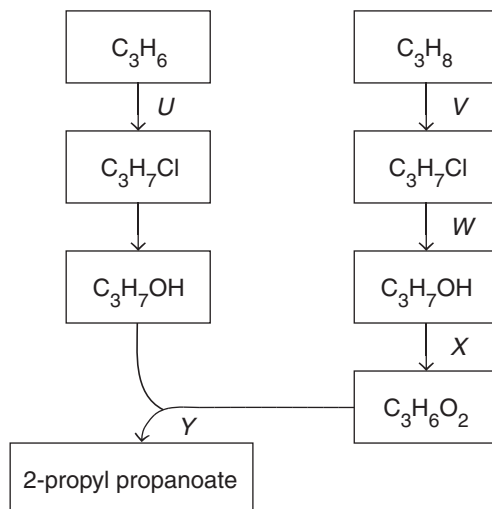 C₃H₆
C₃H₈
U
V
C₃H₇Cl
C₃H₇Cl
W
C₃H₇OH
C₃H₇OH
X
C₃H₆O₂
Y
2-propyl propanoate